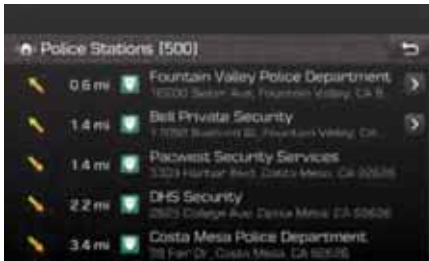 Police Stations (500)
0.6 mi Fountain Valley Police Department
Ave, Fountain Valley, CA
1.4 mi Bell Private Security
Fountain Valley, CA
1.4 mi Pacwest Security Services
Harbor Blvd, Costa Mesa, CA 92626
2.2 mi DHS Security
College Ave, Costa Mesa, CA 92626
3.4 mi Costa Mesa Police Department
Fair Dr, Costa Mesa, CA 92626